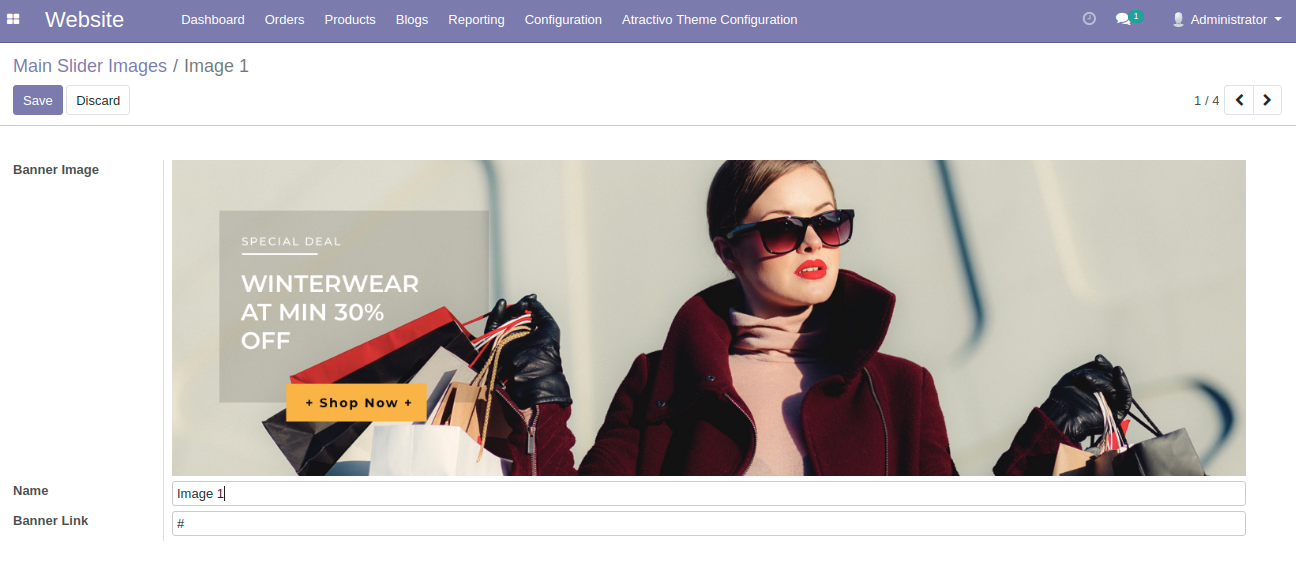 Website Dashboard Orders Products Blogs Reporting Configuration Atractivo Theme Configuration 1 Administrator
Main Slider Images / Image 1
Save Discard 1 / 4
Banner Image
SPECIAL DEAL
WINTERWEAR
AT MIN 30%
OFF
+ Shop Now +
Name Image 1
Banner Link #